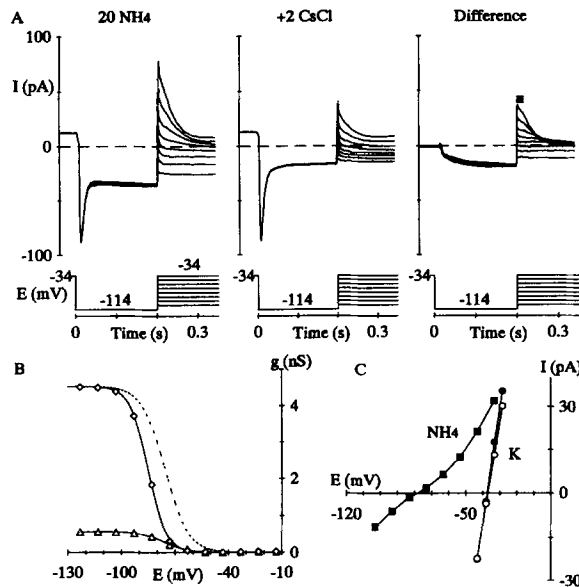 A
20 NH4
+2 CsCl
Difference
100
I (pA)
0
-100
-34
E (mV)
-114
-34
-34
-114
-34
-114
0
Time (s)
0.3
0
Time (s)
0.3
0
Time (s)
0.3
B
g (nS)
4
2
0
-130
-100
E (mV)
-40
-10
C
I (pA)
30
NH4
K
E (mV)
0
-120
-50
-30